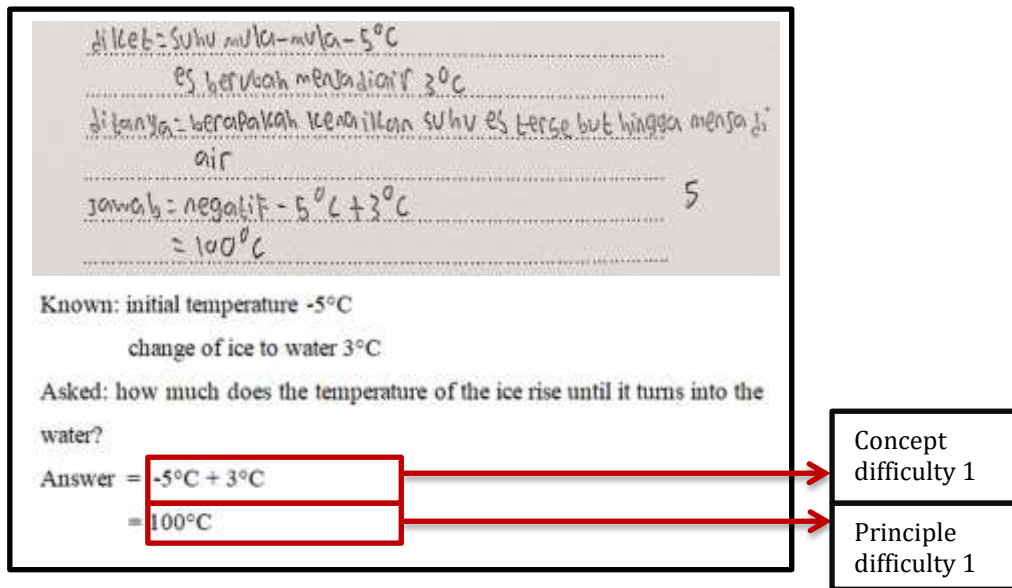 diket = suhu mula-mula -5°C
es berubah menjadi air 3°C
ditanya = berapakah kenaikan suhu es tersebut hingga menjadi
air
jawab = negatif - 5°C + 3°C
5
= 100°C
Known: initial temperature -5°C
change of ice to water 3°C
Asked: how much does the temperature of the ice rise until it turns into the
water?
Answer = -5°C + 3°C
= 100°C
Concept
difficulty 1
Principle
difficulty 1